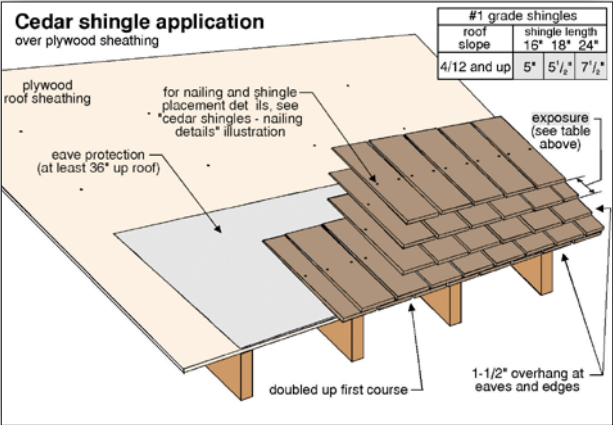 Cedar shingle application
over plywood sheathing
#1 grade shingles
roof slope
shingle length
16" 18" 24"
4/12 and up 5" 5 1/2" 7 1/2"
plywood
roof sheathing
for nailing and shingle
placement det ils, see
"cedar shingles - nailing
details" illustration
exposure
(see table
above)
eave protection
(at least 36" up roof)
1-1/2" overhang at
eaves and edges
doubled up first course